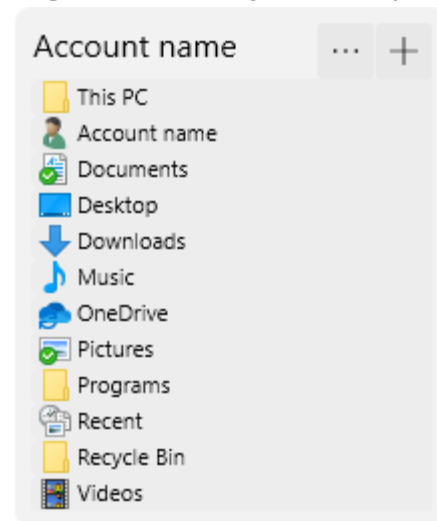 Account name
This PC
Account name
Documents
Desktop
Downloads
Music
OneDrive
Pictures
Programs
Recent
Recycle Bin
Videos